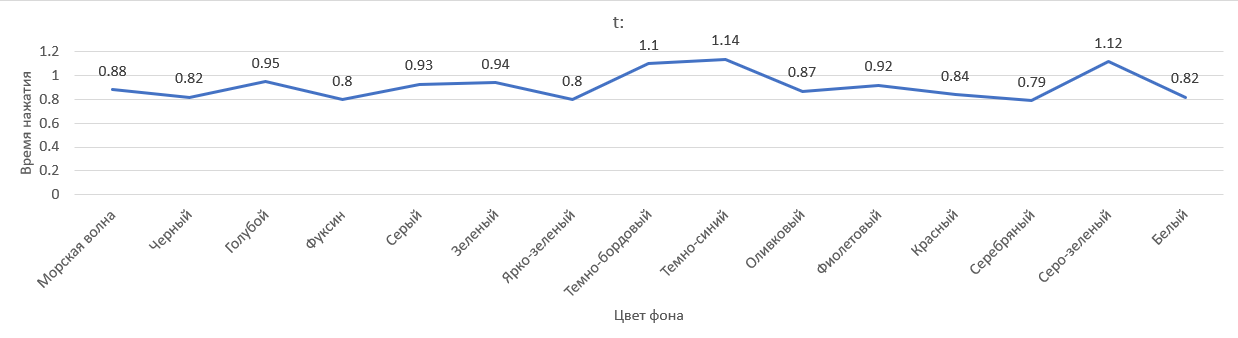 t:
Время нажатия
1.2
1
0.8
0.6
0.4
0.2
0
0.88
0.82
0.95
0.8
0.93
0.94
0.8
1.1
1.14
0.87
0.92
0.84
0.79
1.12
0.82
Морская волна
Черный
Голубой
Фуксин
Серый
Зеленый
Ярко-зеленый
Темно-бордовый
Темно-синий
Оливковый
Фиолетовый
Красный
Серебряный
Серо-зеленый
Белый
Цвет фона